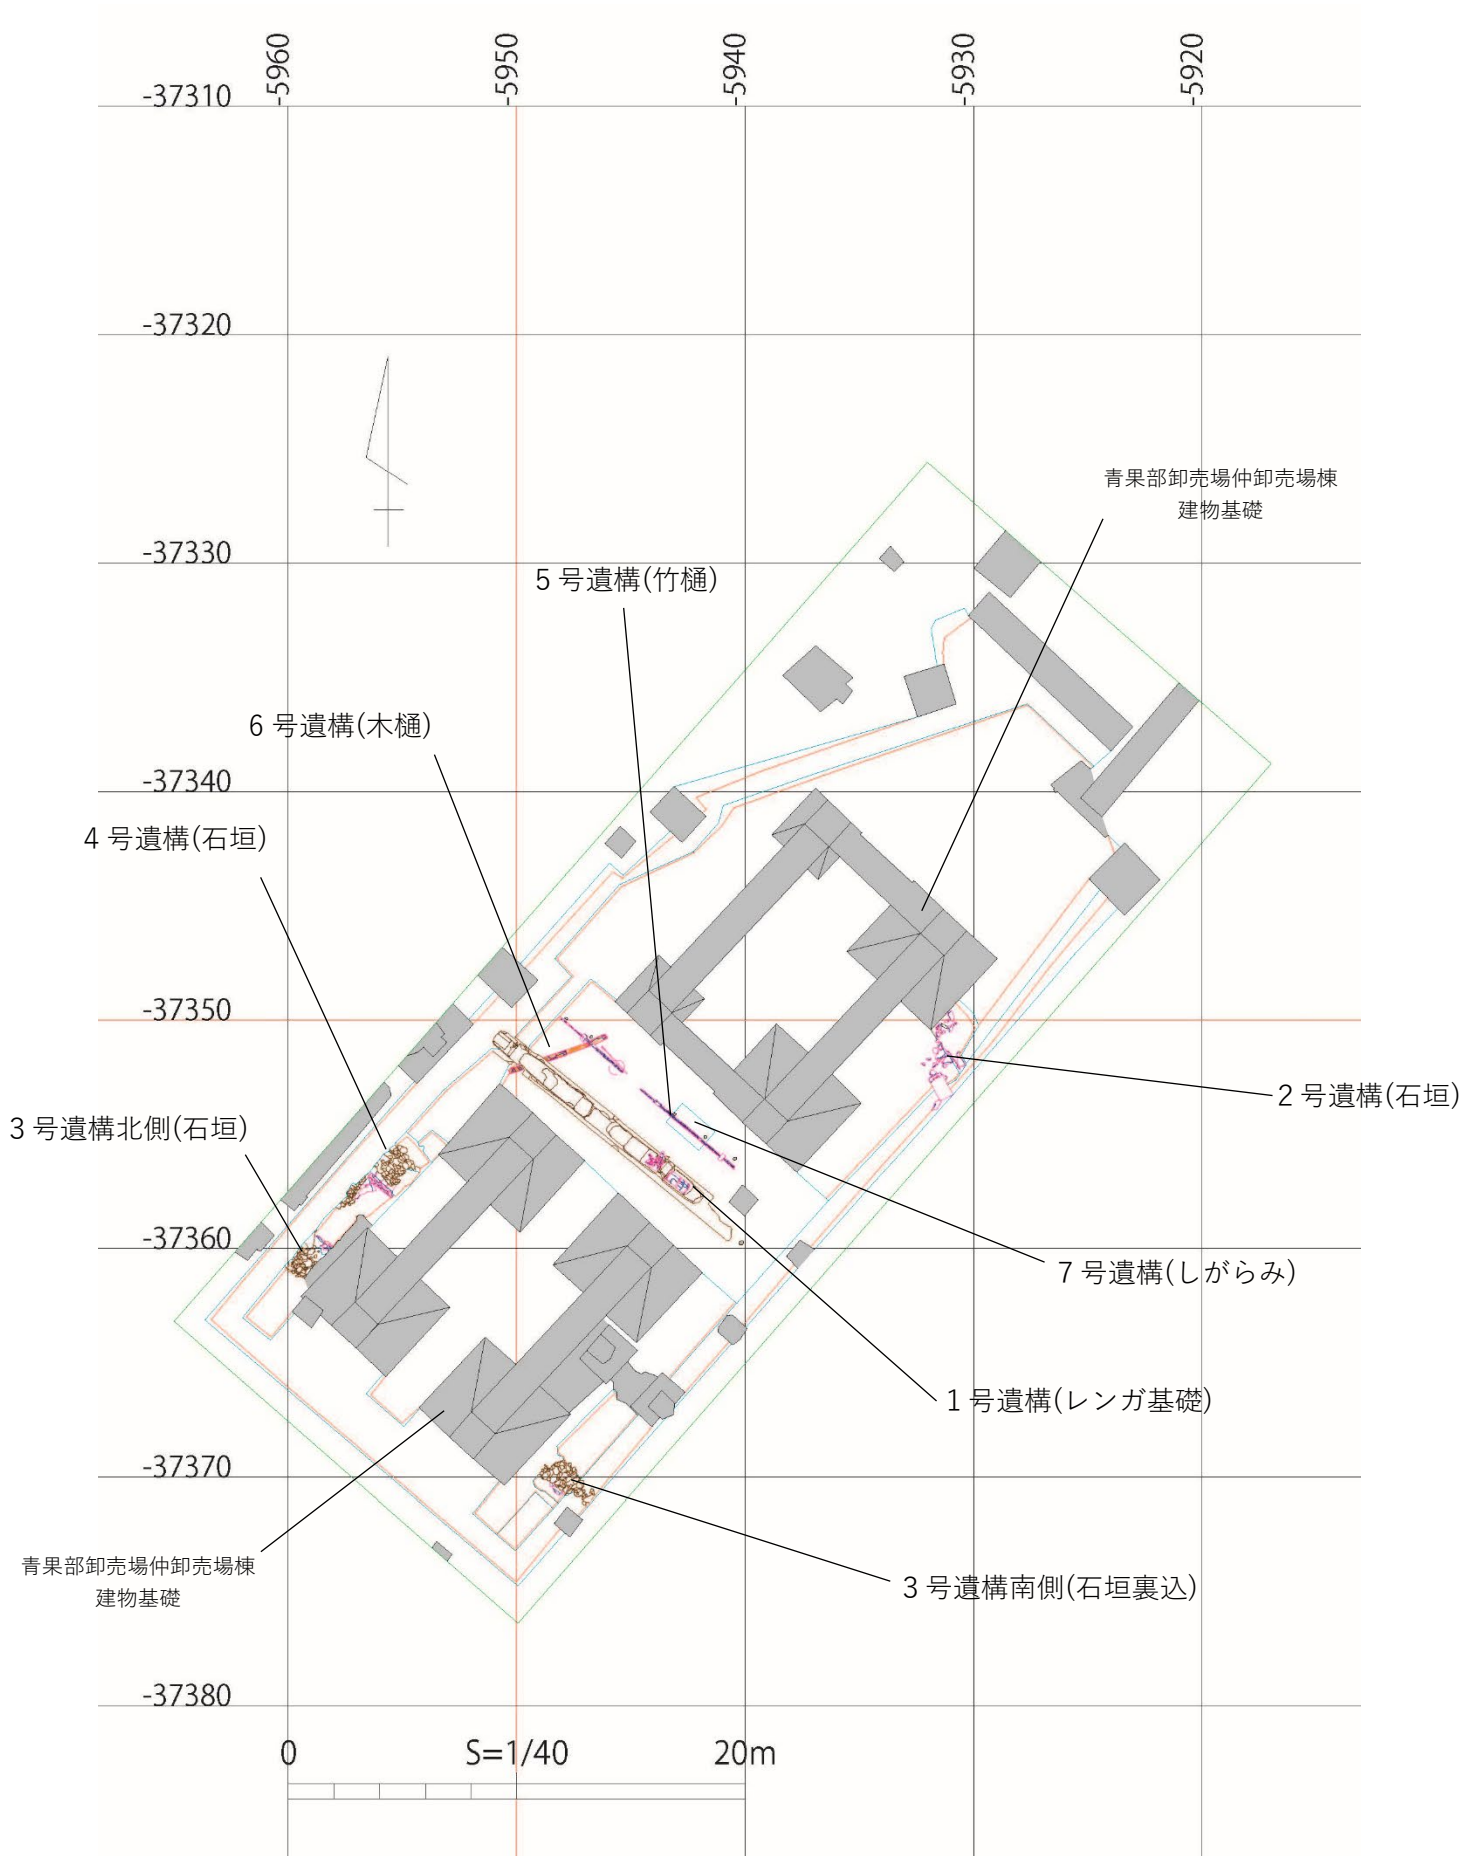 -5960
-5950
-5940
-5930
-5920
-37310
-37320
-37330
-37340
-37350
-37360
-37370
-37380
青果部卸売場仲卸売場棟
建物基礎
5号遺構(竹樋)
6号遺構(木樋)
4号遺構(石垣)
2号遺構(石垣)
3号遺構北側(石垣)
7号遺構(しがらみ)
1号遺構(レンガ基礎)
青果部卸売場仲卸売場棟
建物基礎
3号遺構南側(石垣裏込)
0 S=1/40 20m